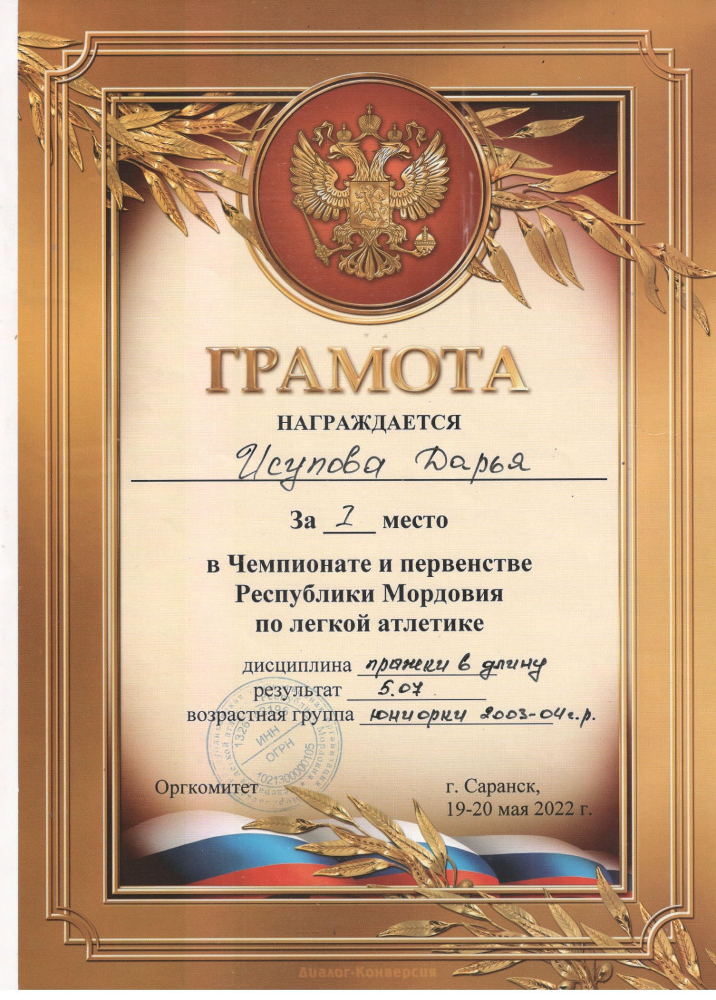 ГРАМОТА
НАГРАЖДАЕТСЯ
Исупова Дарья
За 1 место
в Чемпионате и первенстве
Республики Мордовия
по легкой атлетике
дисциплина прыжки в длину
результат 5.07
возрастная группа юниорки 2003-04г.р.
ИНН
ОГРН
1021300000105
Оргкомитет
г. Саранск,
19-20 мая 2022 г.
Диалог-Конверсия